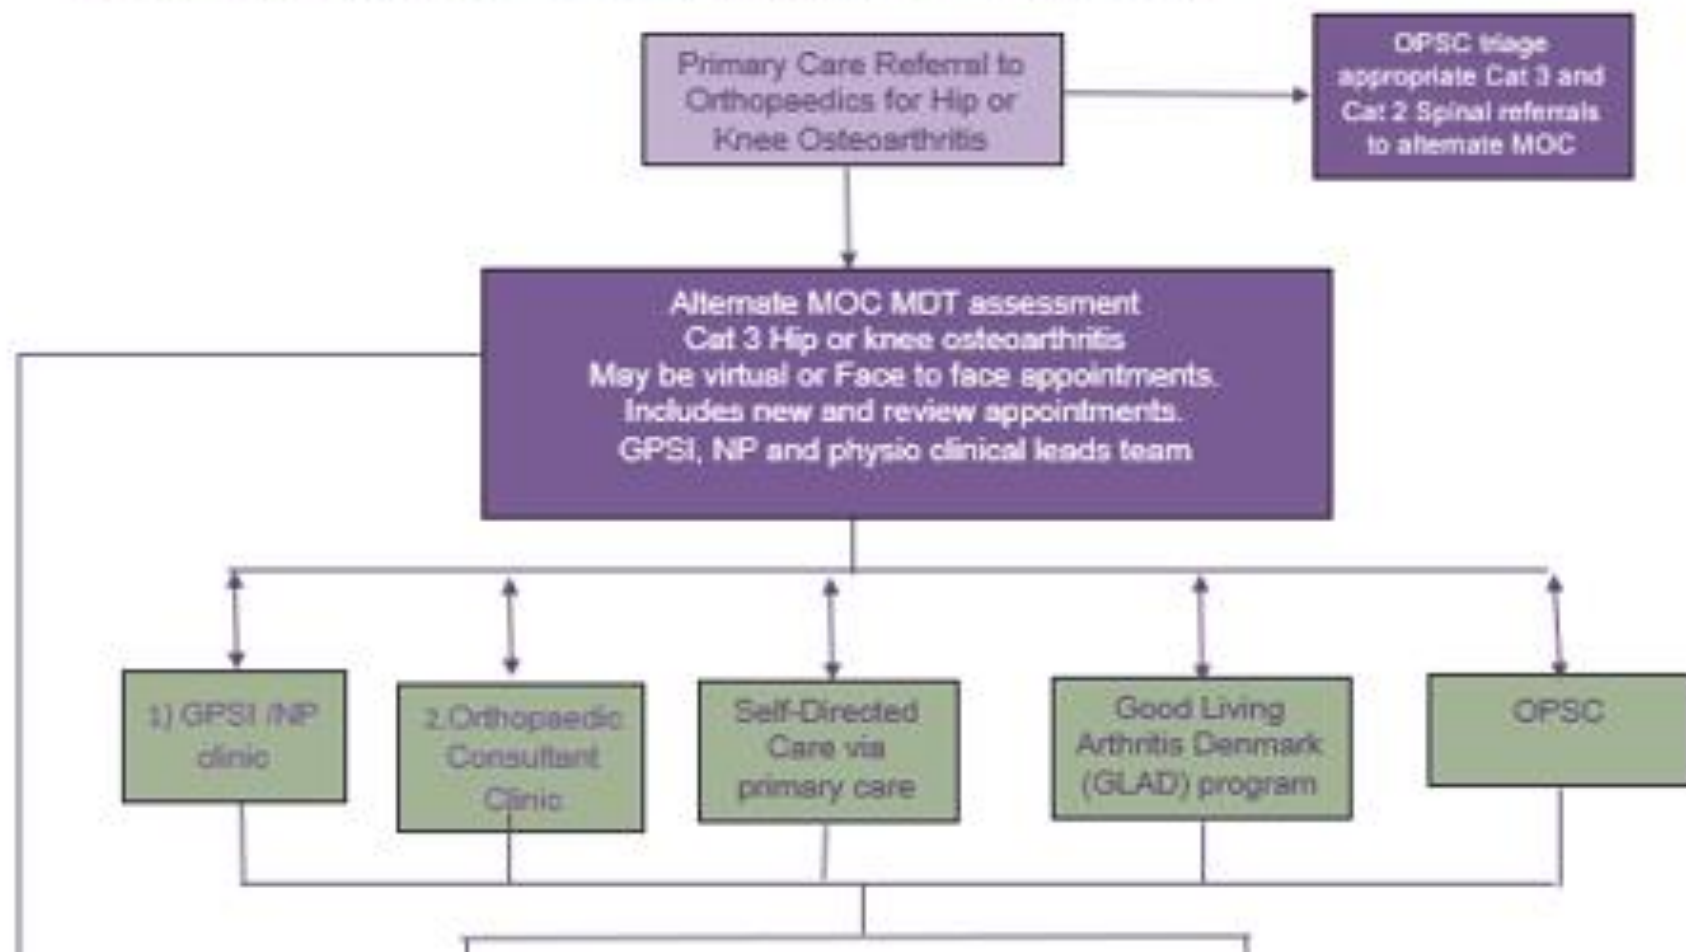 Primary Care Referral to
Orthopaedics for Hip or
Knee Osteoarthritis
OPSC triage
appropriate Cat 3 and
Cat 2 Spinal referrals
to alternate MOC
Alternate MOC MDT assessment
Cat 3 Hip or knee osteoarthritis
May be virtual or Face to face appointments.
Includes new and review appointments.
GPSI, NP and physio clinical leads team
1) GPSI /NP
clinic
2.Orthopaedic
Consultant
Clinic
Self-Directed
Care via
primary care
Good Living
Arthritis Denmark
(GLAD) program
OPSC